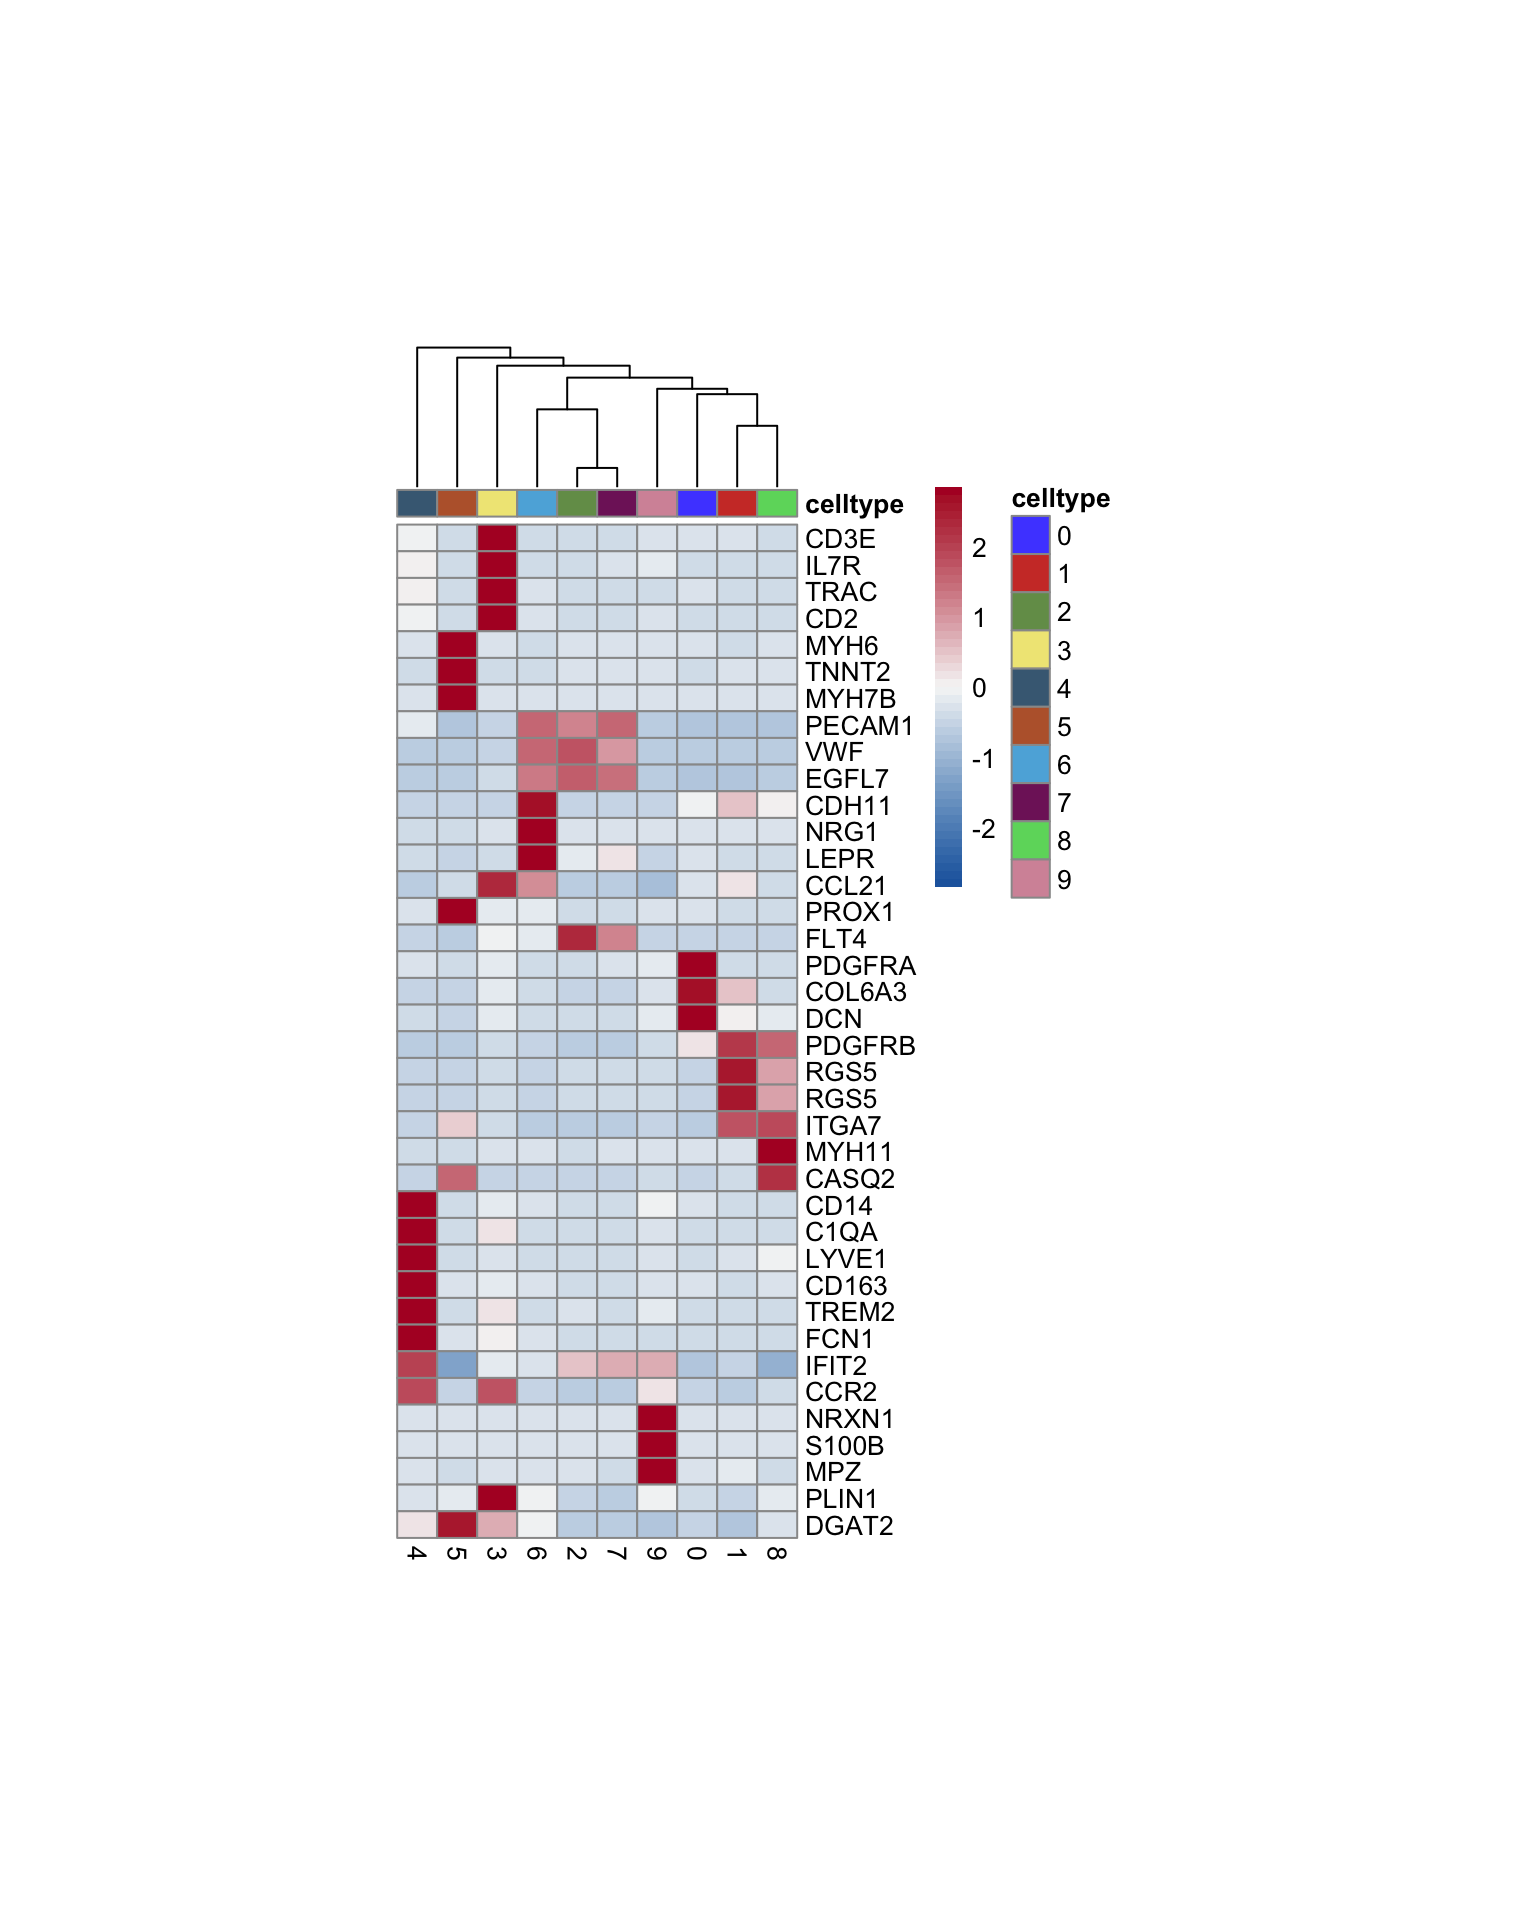 celltype
CD3E
IL7R
TRAC
CD2
MYH6
TNNT2
MYH7B
PECAM1
VWF
EGFL7
CDH11
NRG1
LEPR
CCL21
PROX1
FLT4
PDGFRA
COL6A3
DCN
PDGFRB
RGS5
RGS5
ITGA7
MYH11
CASQ2
CD14
C1QA
LYVE1
CD163
TREM2
FCN1
IFIT2
CCR2
NRXN1
S100B
MPZ
PLIN1
DGAT2
4 5 3 6 2 7 9 0 1 8
2
1
0
-1
-2
celltype
0
1
2
3
4
5
6
7
8
9